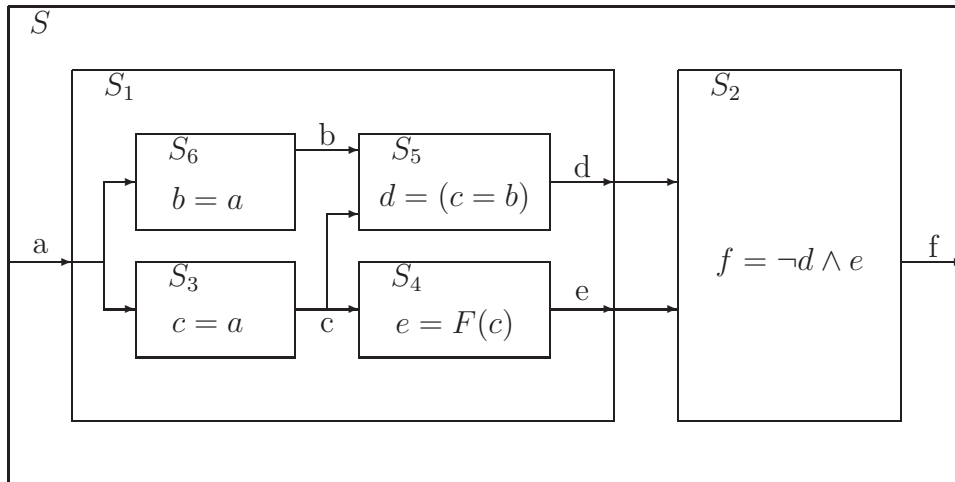 S
S₁
S₂
b
S₆
b = a
S₅
d = (c = b)
d
a
f = ¬d ∧ e
f
S₃
c = a
c
S₄
e = F(c)
e